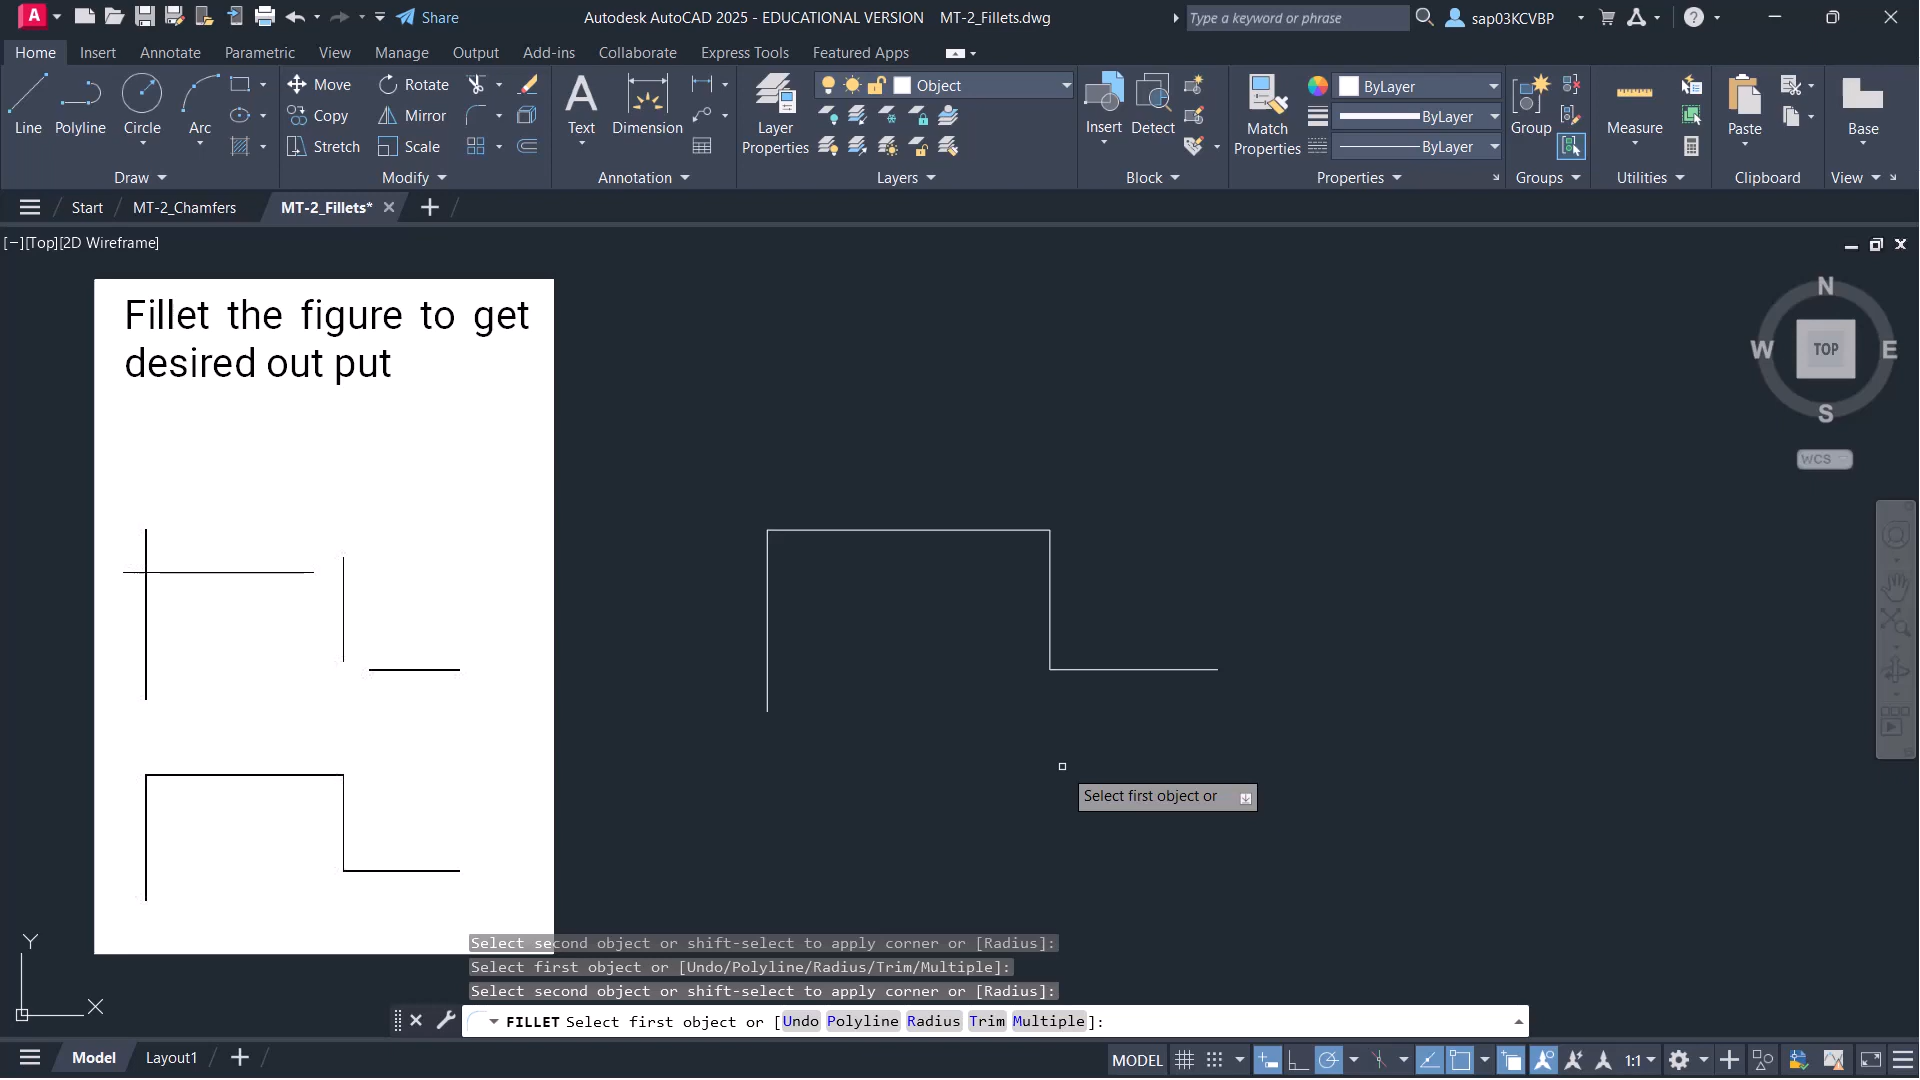 Share
Autodesk AutoCAD 2025 - EDUCATIONAL VERSION MT-2_Fillets.dwg
Type a keyword or phrase
sap03KCVBP
Home Insert Annotate Parametric View Manage Output Add-ins Collaborate Express Tools Featured Apps
Line Polyline Circle Arc
Move Rotate
Copy Mirror
Stretch Scale
Text Dimension
Layer Properties
Object
Insert Detect
Match Properties
ByLayer
ByLayer
ByLayer
Group
Measure
Paste
Base
Draw Modify Annotation Layers Block Properties Groups Utilities Clipboard View
Start MT-2_Chamfers MT-2_Fillets*
[−][Top][2D Wireframe]
Fillet the figure to get
desired out put
N
W TOP E
S
WCS
Select first object or
Y
X
Select second object or shift-select to apply corner or [Radius]:
Select first object or [Undo/Polyline/Radius/Trim/Multiple]:
Select second object or shift-select to apply corner or [Radius]:
FILLET Select first object or [Undo Polyline Radius Trim Multiple]:
Model Layout1
MODEL
1:1